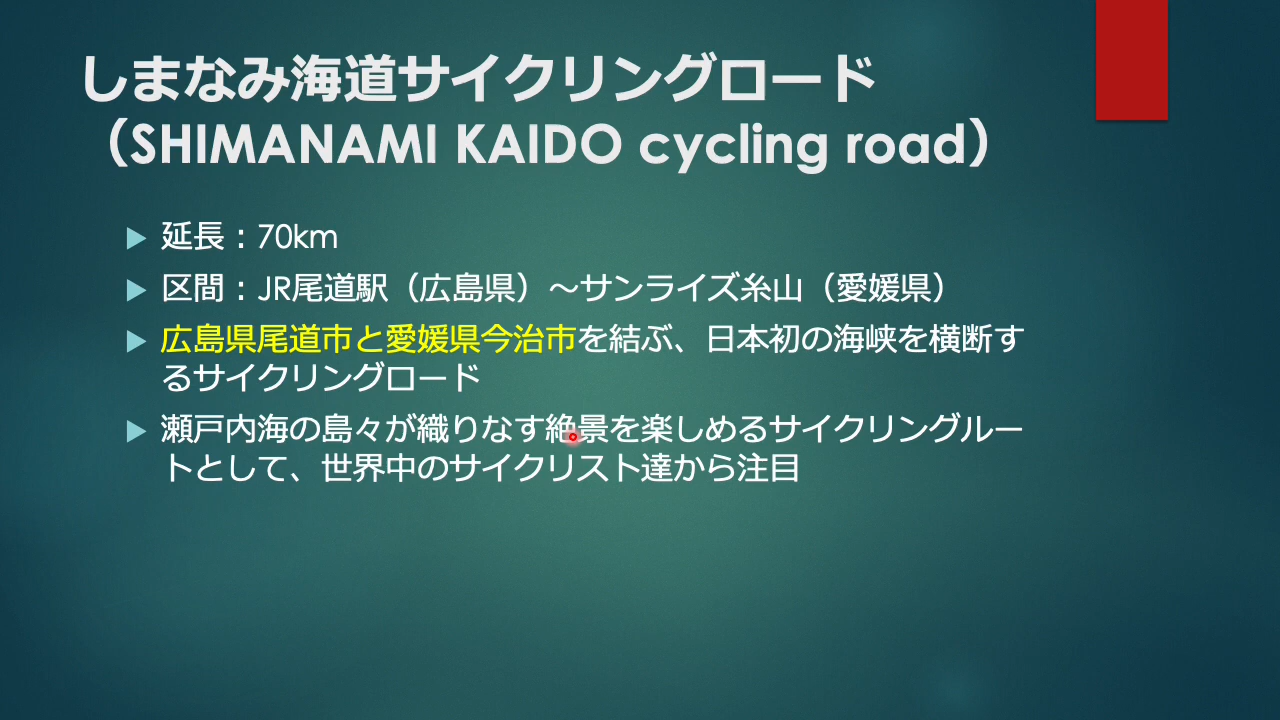 しまなみ海道サイクリングロード
（SHIMANAMI KAIDO cycling road）
延長：70km
区間：JR尾道駅（広島県）～サンライズ糸山（愛媛県）
広島県尾道市と愛媛県今治市を結ぶ、日本初の海峡を横断す
るサイクリングロード
瀬戸内海の島々が織りなす絶景を楽しめるサイクリングルー
トとして、世界中のサイクリスト達から注目